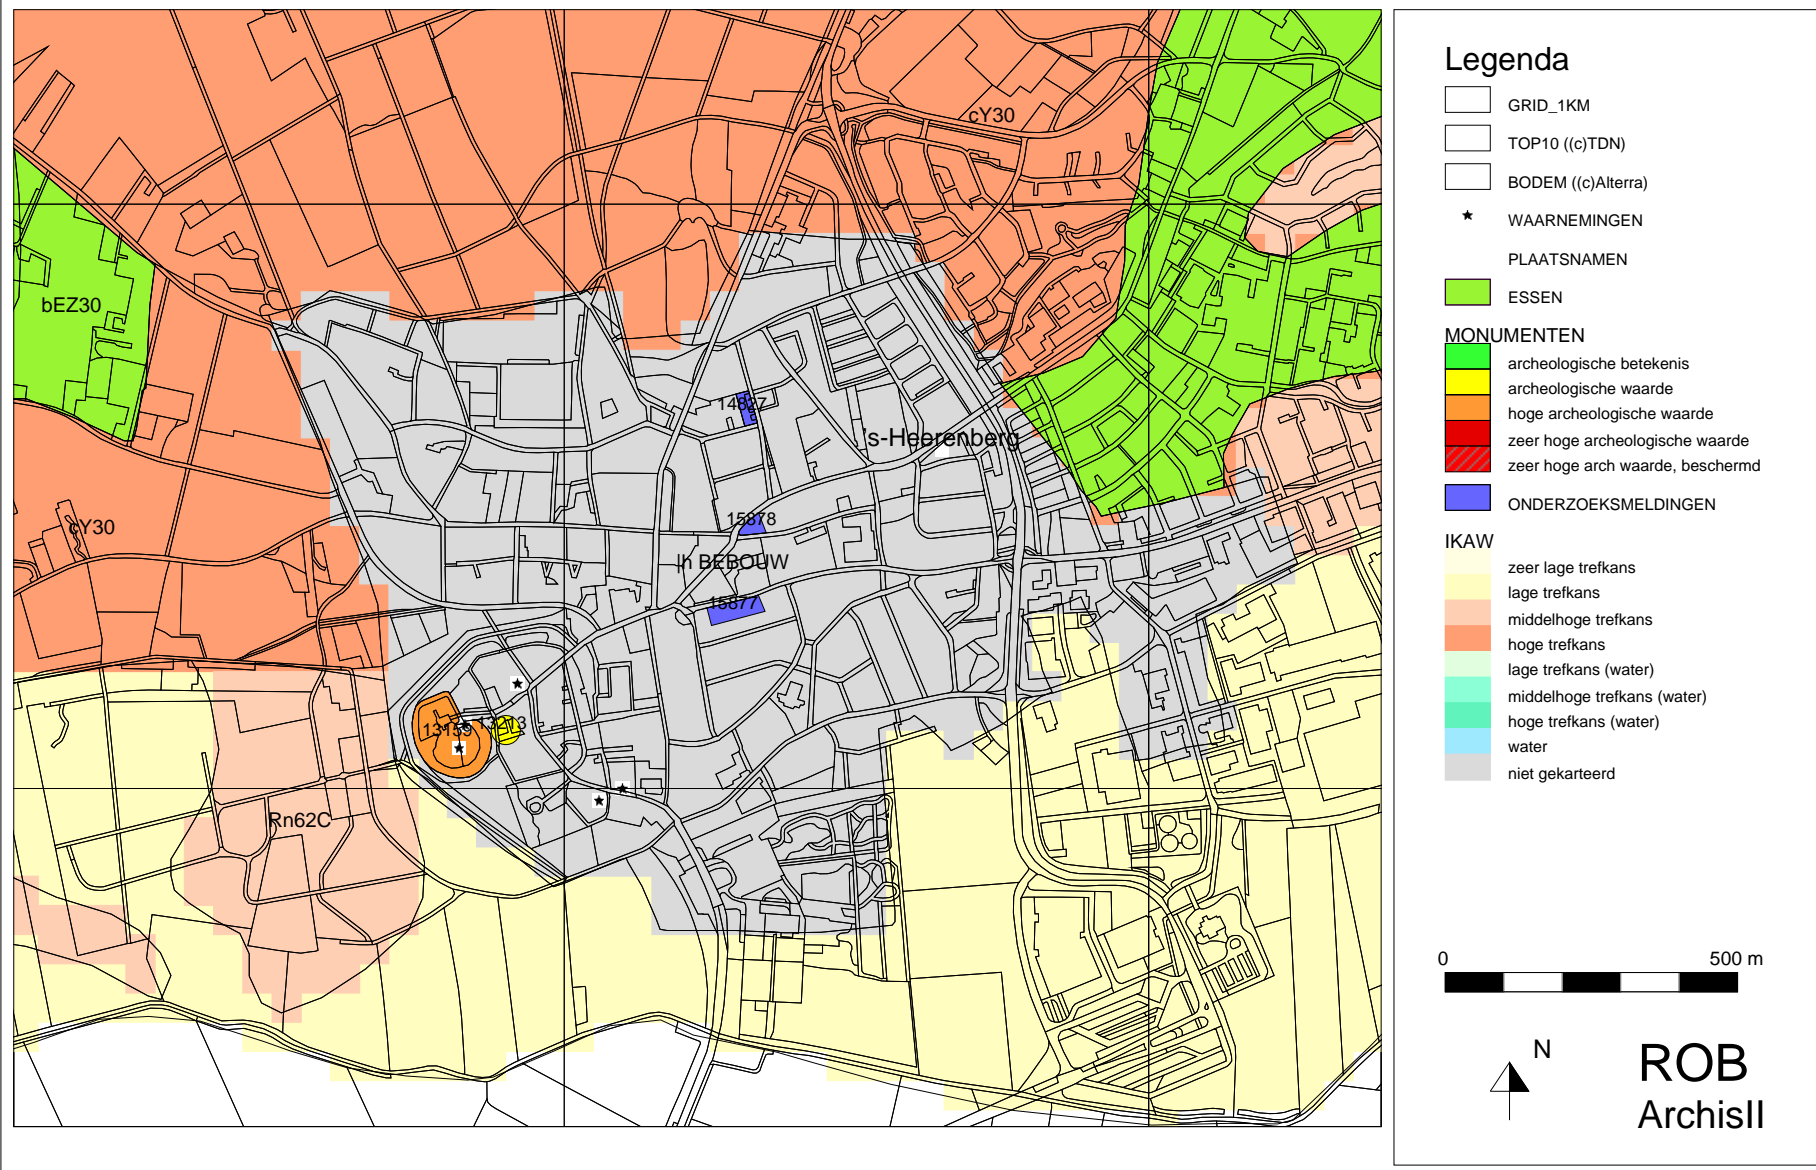 cY30
bEZ30
14827
's-Heerenberg
15878
cY30
|h BEBOUW
15877
13159
13213
Rn62C
Legenda
GRID_1KM
TOP10 ((c)TDN)
BODEM ((c)Alterra)
WAARNEMINGEN
PLAATSNAMEN
ESSEN
MONUMENTEN
archeologische betekenis
archeologische waarde
hoge archeologische waarde
zeer hoge archeologische waarde
zeer hoge arch waarde, beschermd
ONDERZOEKSMELDINGEN
IKAW
zeer lage trefkans
lage trefkans
middelhoge trefkans
hoge trefkans
lage trefkans (water)
middelhoge trefkans (water)
hoge trefkans (water)
water
niet gekarteerd
0 500 m
N
ROB
ArchisII